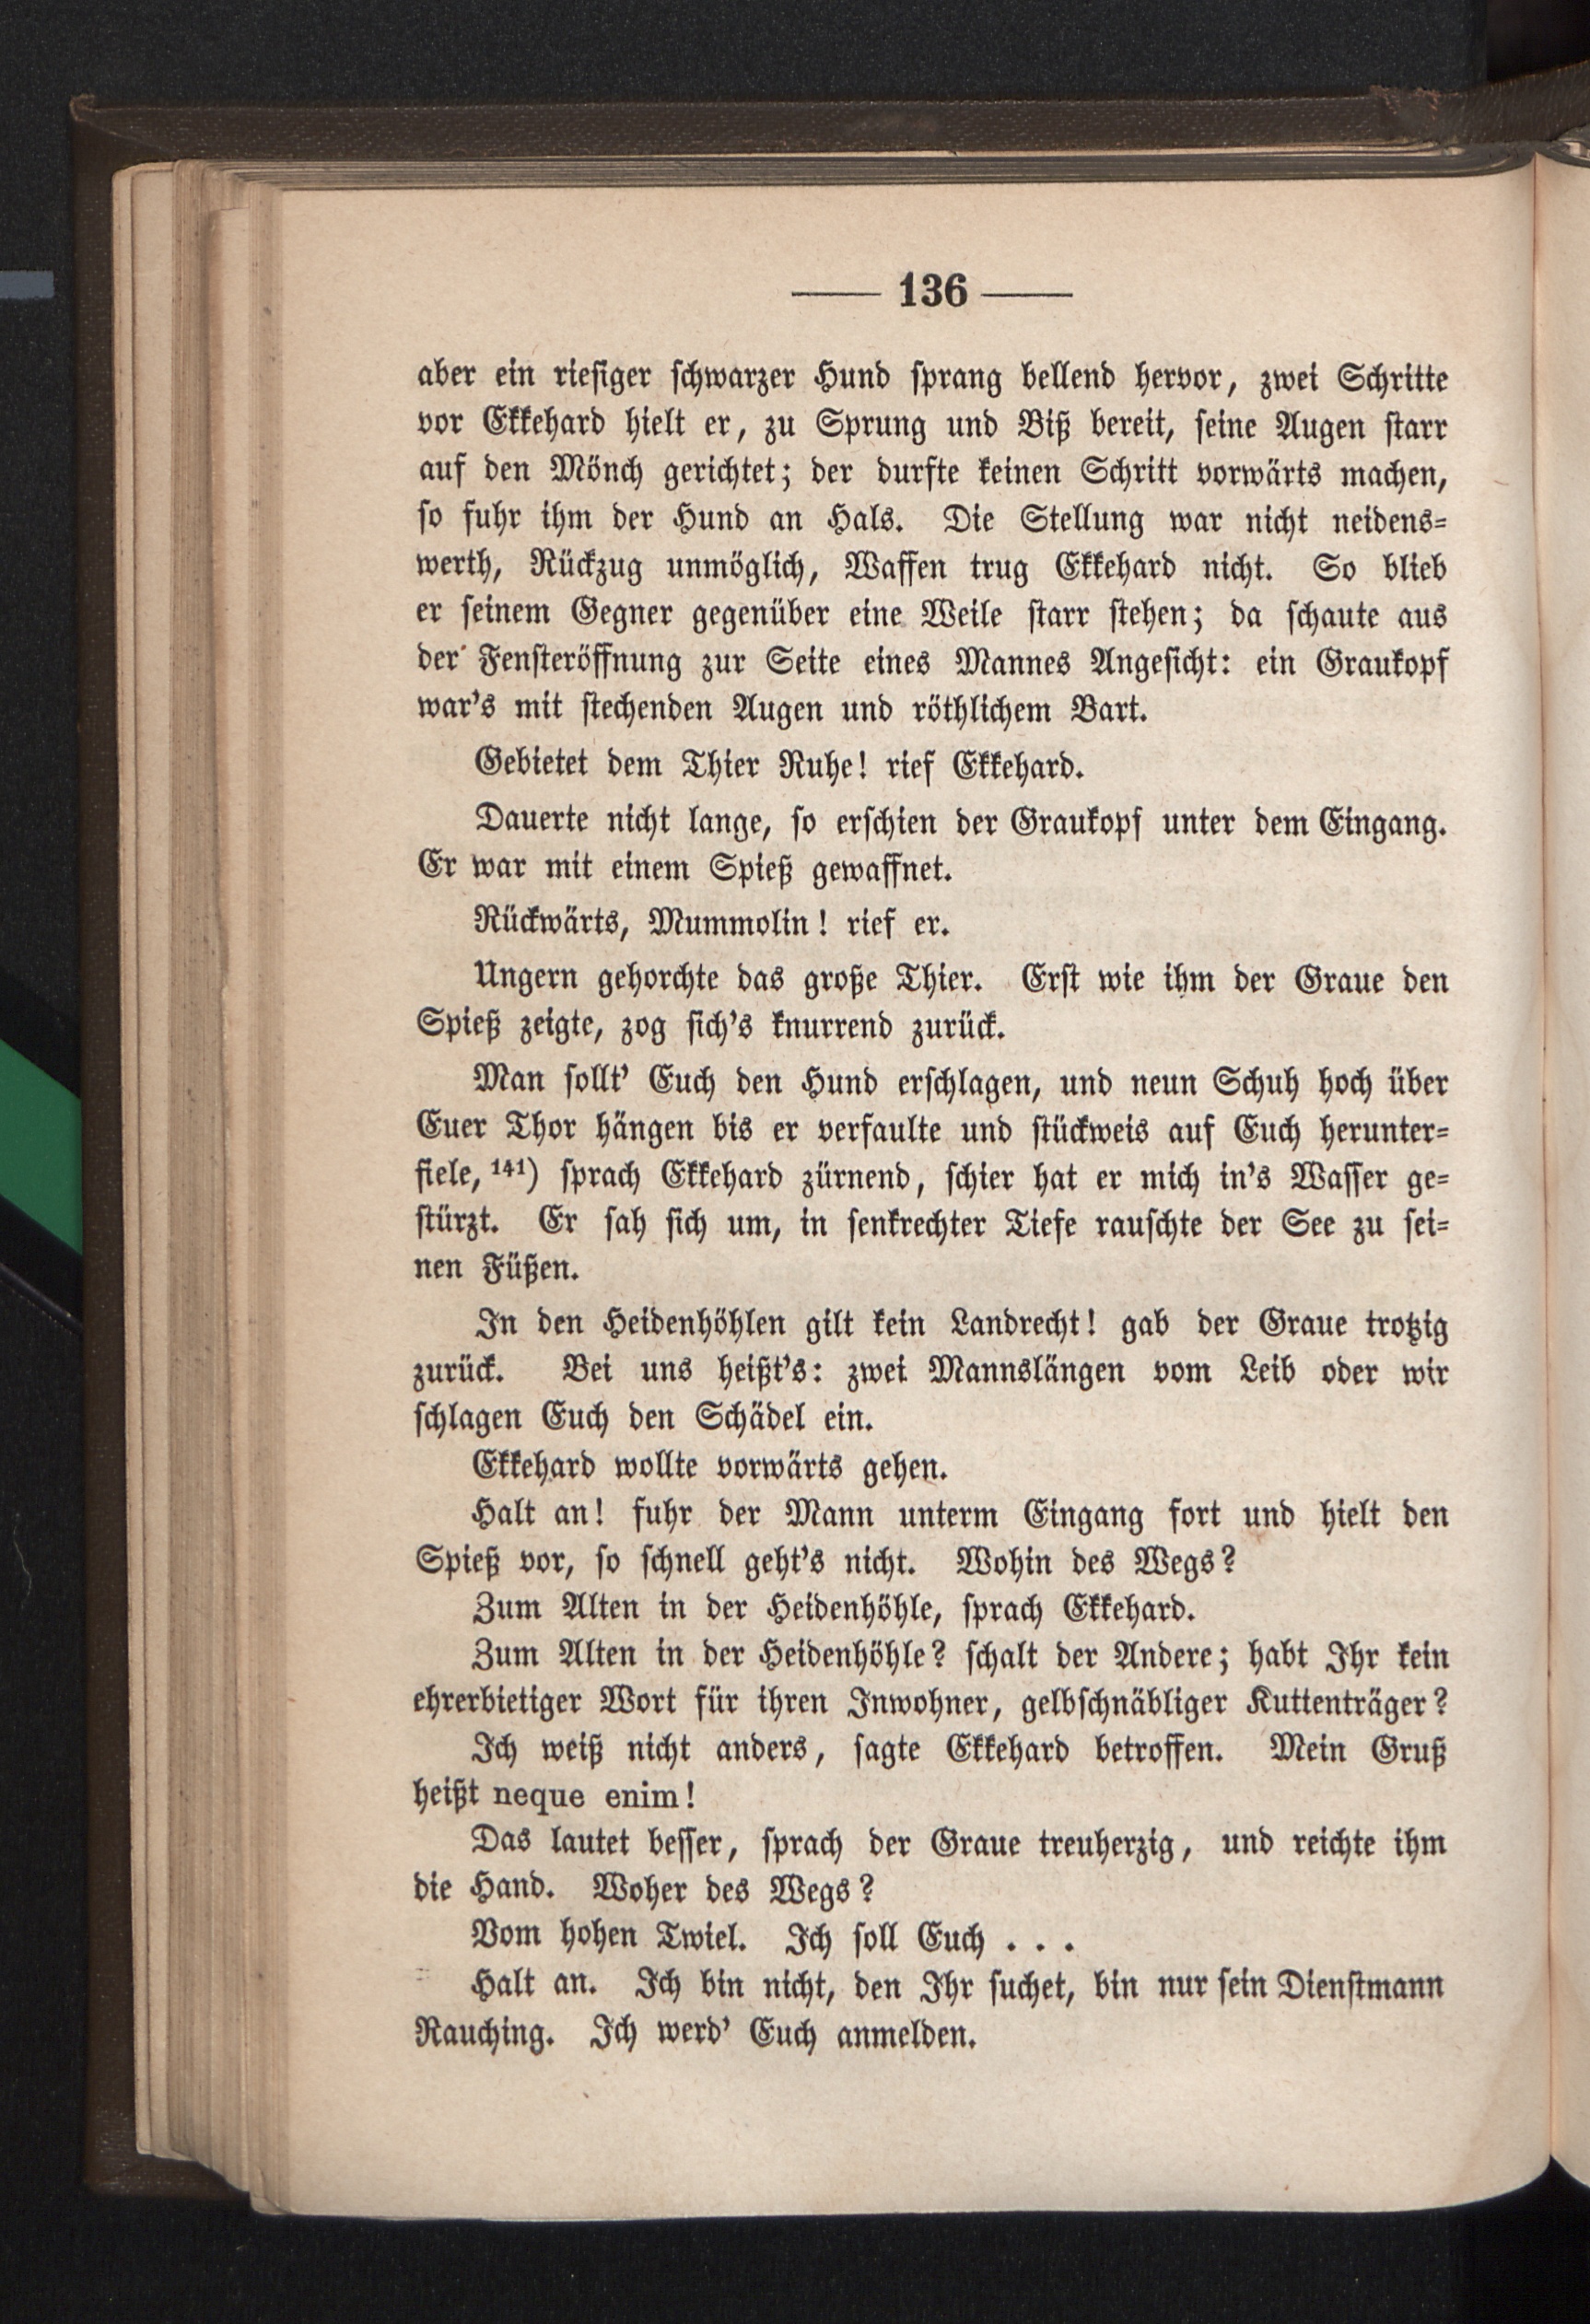 — 136 —
aber ein riesiger schwarzer Hund sprang bellend hervor, zwei Schritte
vor Ekkehard hielt er, zu Sprung und Biß bereit, seine Augen starr
auf den Mönch gerichtet; der durfte keinen Schritt vorwärts machen,
so fuhr ihm der Hund an Hals. Die Stellung war nicht neidens-
werth, Rückzug unmöglich, Waffen trug Ekkehard nicht. So blieb
er seinem Gegner gegenüber eine Weile starr stehen; da schaute aus
der Fensteröffnung zur Seite eines Mannes Angesicht: ein Graukopf
war's mit stechenden Augen und röthlichem Bart.
Gebietet dem Thier Ruhe! rief Ekkehard.
Dauerte nicht lange, so erschien der Graukopf unter dem Eingang.
Er war mit einem Spieß gewaffnet.
Rückwärts, Mummolin! rief er.
Ungern gehorchte das große Thier. Erst wie ihm der Graue den
Spieß zeigte, zog sich's knurrend zurück.
Man sollt' Euch den Hund erschlagen, und neun Schuh hoch über
Euer Thor hängen bis er verfaulte und stückweis auf Euch herunter-
fiele, ¹⁴¹) sprach Ekkehard zürnend, schier hat er mich in's Wasser ge-
stürzt. Er sah sich um, in senkrechter Tiefe rauschte der See zu sei-
nen Füßen.
In den Heidenhöhlen gilt kein Landrecht! gab der Graue trotzig
zurück. Bei uns heißt's: zwei Mannslängen vom Leib oder wir
schlagen Euch den Schädel ein.
Ekkehard wollte vorwärts gehen.
Halt an! fuhr der Mann unterm Eingang fort und hielt den
Spieß vor, so schnell geht's nicht. Wohin des Wegs?
Zum Alten in der Heidenhöhle, sprach Ekkehard.
Zum Alten in der Heidenhöhle? schalt der Andere; habt Ihr kein
ehrerbietiger Wort für ihren Inwohner, gelbschnäbliger Kuttenträger?
Ich weiß nicht anders, sagte Ekkehard betroffen. Mein Gruß
heißt neque enim!
Das lautet besser, sprach der Graue treuherzig, und reichte ihm
die Hand. Woher des Wegs?
Vom hohen Twiel. Ich soll Euch . . .
Halt an. Ich bin nicht, den Ihr suchet, bin nur sein Dienstmann
Rauching. Ich werd' Euch anmelden.